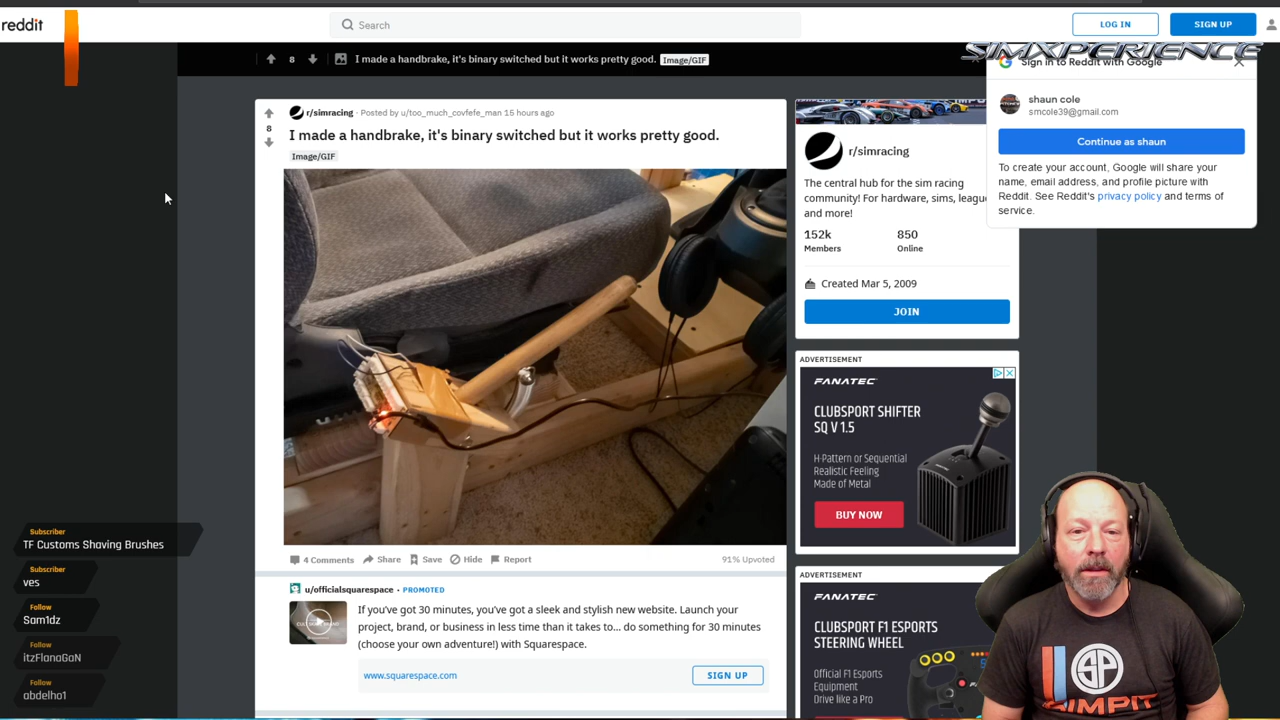 reddit
Search
LOG IN
SIGN UP
8
I made a handbrake, it's binary switched but it works pretty good.
Image/GIF
SIMXPERIENCE
Sign in to Reddit with Google
shaun cole
smcole39@gmail.com
Continue as shaun
To create your account, Google will share your
name, email address, and profile picture with
Reddit. See Reddit's privacy policy and terms of
service.
r/simracing · Posted by u/too_much_covfefe_man 15 hours ago
8
I made a handbrake, it's binary switched but it works pretty good.
Image/GIF
r/simracing
The central hub for the sim racing
community! For hardware, sims, league
and more!
152k
Members
850
Online
Created Mar 5, 2009
JOIN
ADVERTISEMENT
FANATEC
CLUBSPORT SHIFTER
SQ V 1.5
H-Pattern or Sequential
Realistic Feeling
Made of Metal
BUY NOW
4 Comments
Share
Save
Hide
Report
91% Upvoted
u/officialsquarespace · PROMOTED
If you've got 30 minutes, you've got a sleek and stylish new website. Launch your
project, brand, or business in less time than it takes to... do something for 30 minutes
(choose your own adventure!) with Squarespace.
www.squarespace.com
SIGN UP
ADVERTISEMENT
FANATEC
CLUBSPORT F1 ESPORTS
STEERING WHEEL
Official F1 Esports
Equipment
Drive like a Pro
Subscriber
TF Customs Shaving Brushes
Subscriber
ves
Follow
Sam1dz
Follow
itzFlanaGaN
Follow
abdelha1
SP
SIMPIT